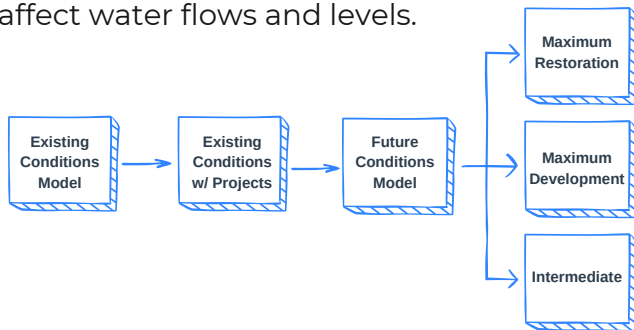 affect water flows and levels.
Existing
Conditions
Model
Existing
Conditions
w/ Projects
Future
Conditions
Model
Maximum
Restoration
Maximum
Development
Intermediate